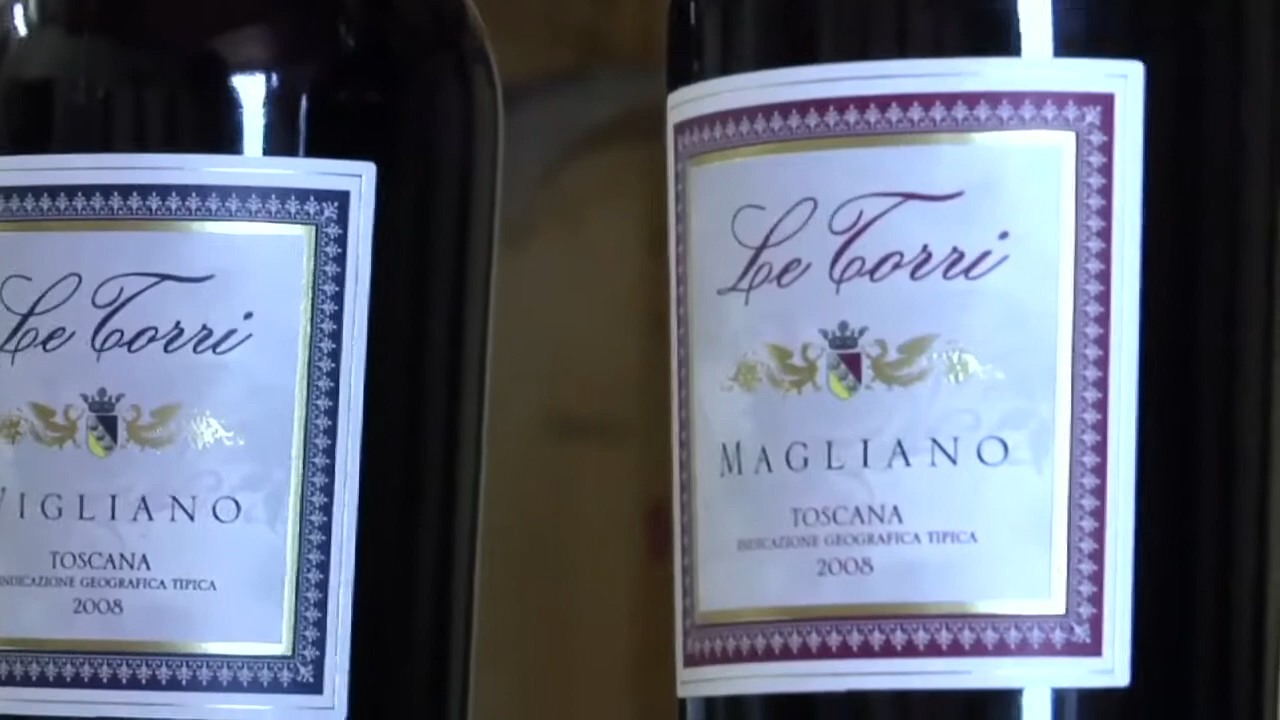 Le Torri
VIGLIANO
TOSCANA
INDICAZIONE GEOGRAFICA TIPICA
2008
Le Torri
MAGLIANO
TOSCANA
INDICAZIONE GEOGRAFICA TIPICA
2008